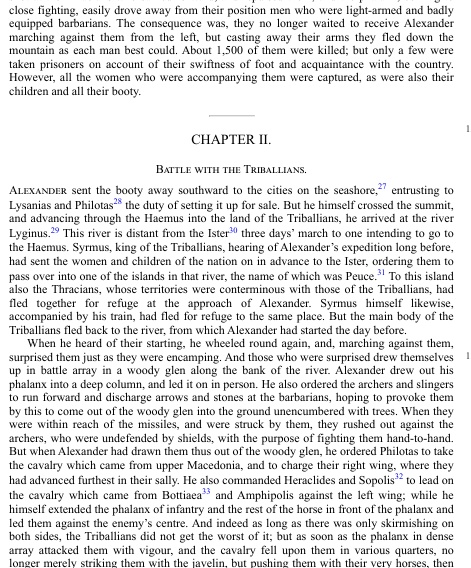 close fighting, easily drove away from their position men who were light-armed and badly
equipped barbarians. The consequence was, they no longer waited to receive Alexander
marching against them from the left, but casting away their arms they fled down the
mountain as each man best could. About 1,500 of them were killed; but only a few were
taken prisoners on account of their swiftness of foot and acquaintance with the country.
However, all the women who were accompanying them were captured, as were also their
children and all their booty.
1
CHAPTER II.
Battle with the Triballians.
Alexander sent the booty away southward to the cities on the seashore,27 entrusting to
Lysanias and Philotas28 the duty of setting it up for sale. But he himself crossed the summit,
and advancing through the Haemus into the land of the Triballians, he arrived at the river
Lyginus.29 This river is distant from the Ister30 three days' march to one intending to go to
the Haemus. Syrmus, king of the Triballians, hearing of Alexander's expedition long before,
had sent the women and children of the nation on in advance to the Ister, ordering them to
pass over into one of the islands in that river, the name of which was Peuce.31 To this island
also the Thracians, whose territories were conterminous with those of the Triballians, had
fled together for refuge at the approach of Alexander. Syrmus himself likewise,
accompanied by his train, had fled for refuge to the same place. But the main body of the
Triballians fled back to the river, from which Alexander had started the day before.
When he heard of their starting, he wheeled round again, and, marching against them,
surprised them just as they were encamping. And those who were surprised drew themselves
1
up in battle array in a woody glen along the bank of the river. Alexander drew out his
phalanx into a deep column, and led it on in person. He also ordered the archers and slingers
to run forward and discharge arrows and stones at the barbarians, hoping to provoke them
by this to come out of the woody glen into the ground unencumbered with trees. When they
were within reach of the missiles, and were struck by them, they rushed out against the
archers, who were undefended by shields, with the purpose of fighting them hand-to-hand.
But when Alexander had drawn them thus out of the woody glen, he ordered Philotas to take
the cavalry which came from upper Macedonia, and to charge their right wing, where they
had advanced furthest in their sally. He also commanded Heraclides and Sopolis32 to lead on
the cavalry which came from Bottiaea33 and Amphipolis against the left wing; while he
himself extended the phalanx of infantry and the rest of the horse in front of the phalanx and
led them against the enemy's centre. And indeed as long as there was only skirmishing on
both sides, the Triballians did not get the worst of it; but as soon as the phalanx in dense
array attacked them with vigour, and the cavalry fell upon them in various quarters, no
longer merely striking them with the javelin, but pushing them with their very horses, then